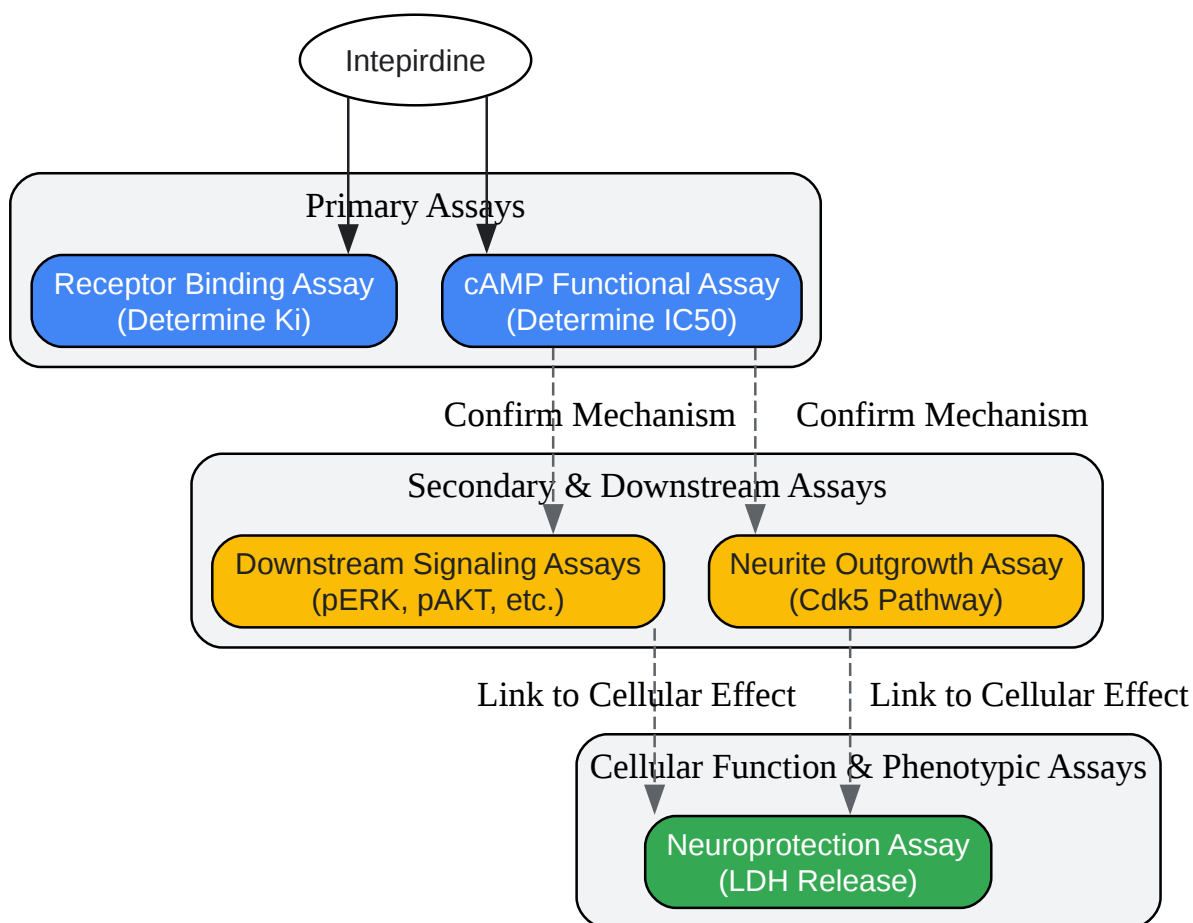 Intepirdine
Primary Assays
Receptor Binding Assay
(Determine Ki)
cAMP Functional Assay
(Determine IC50)
Confirm Mechanism
Confirm Mechanism
Secondary & Downstream Assays
Downstream Signaling Assays
(pERK, pAKT, etc.)
Neurite Outgrowth Assay
(Cdk5 Pathway)
Link to Cellular Effect
Link to Cellular Effect
Cellular Function & Phenotypic Assays
Neuroprotection Assay
(LDH Release)